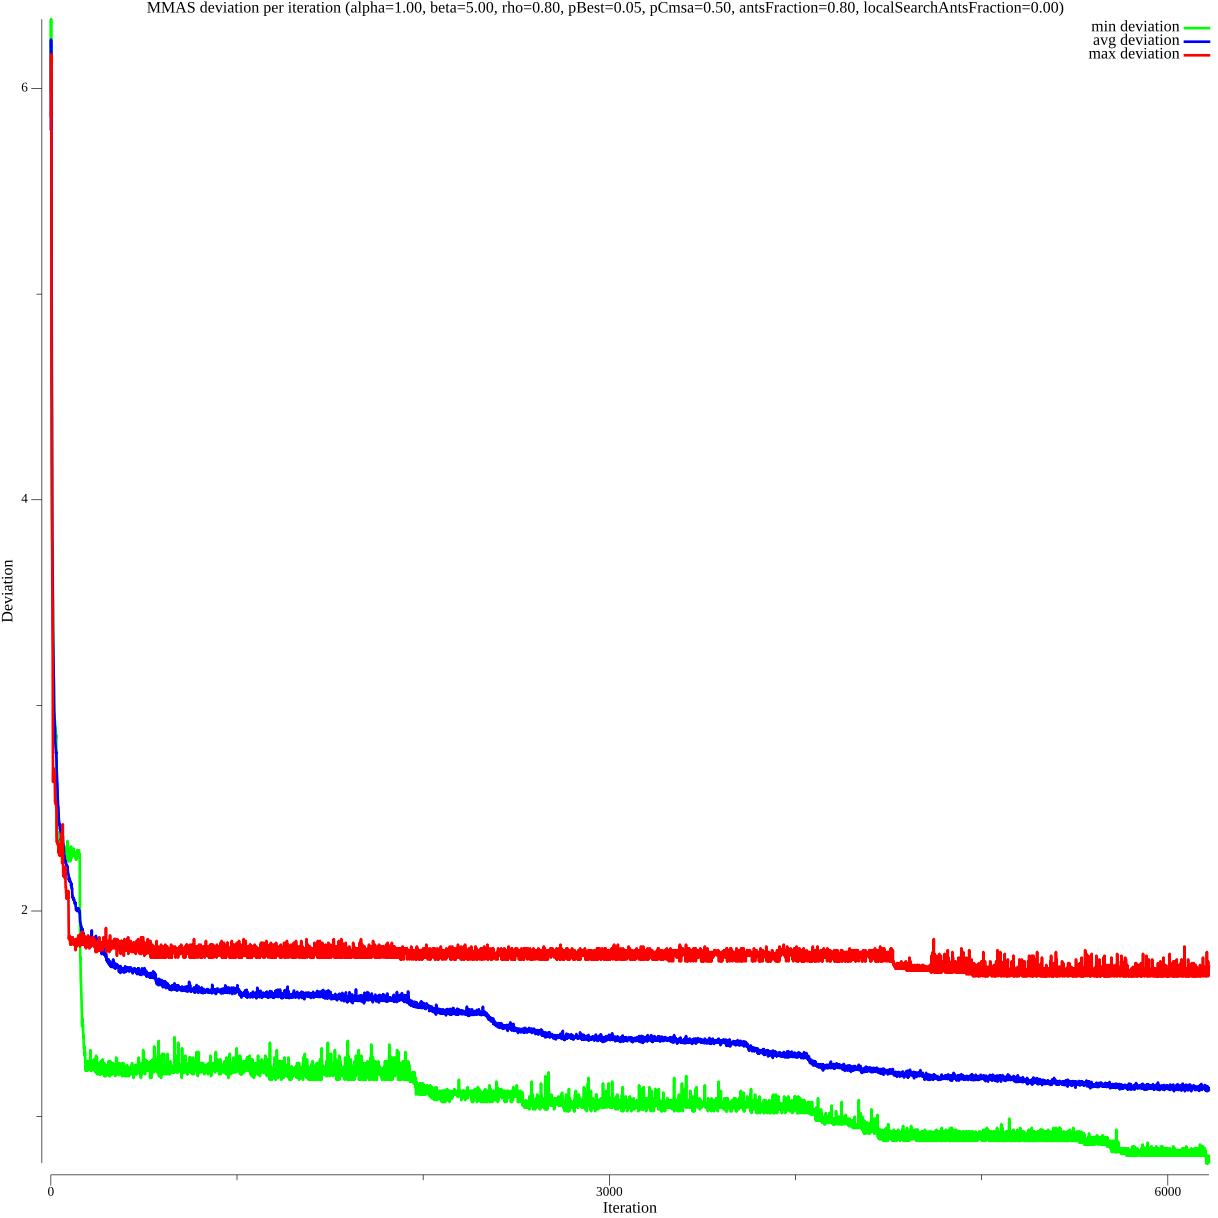 MMAS deviation per iteration (alpha=1.00, beta=5.00, rho=0.80, pBest=0.05, pCmsa=0.50, antsFraction=0.80, localSearchAntsFraction=0.00)
min deviation
avg deviation
max deviation
6
4
2
Deviation
0
3000
6000
Iteration